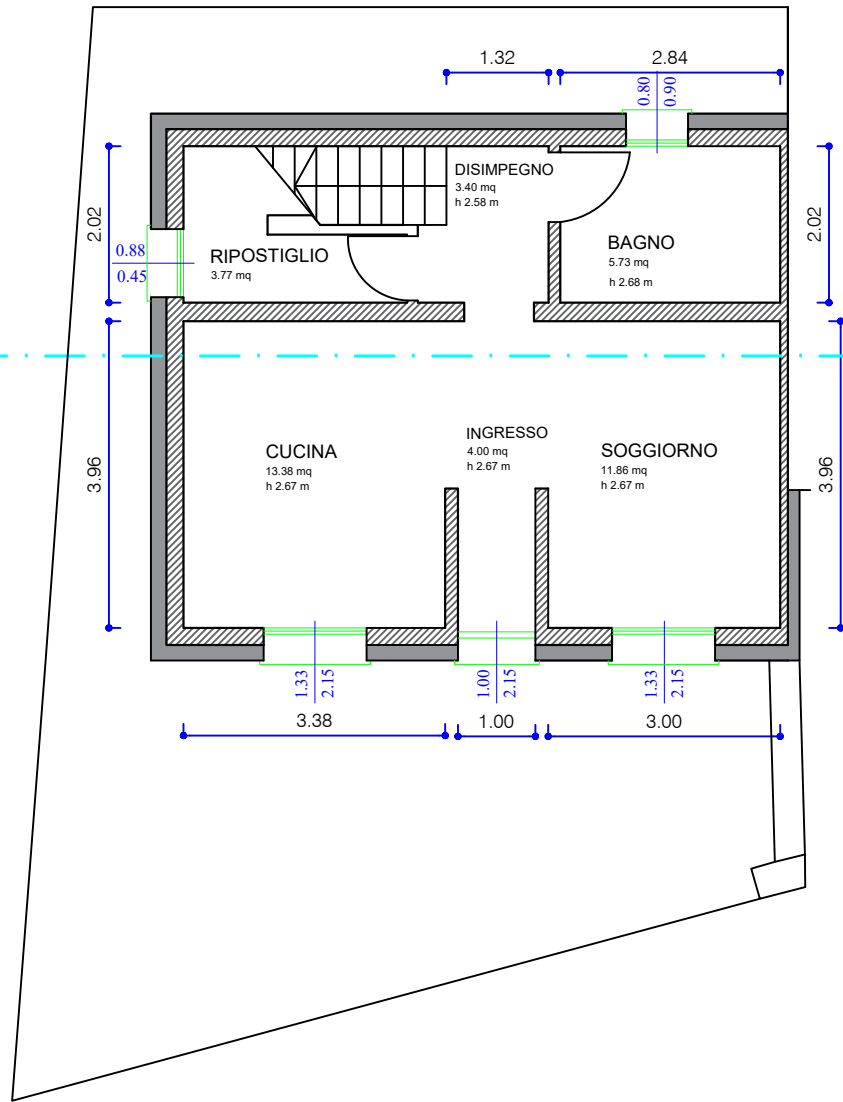 1.32
2.84
0.80
0.90
DISIMPEGNO
3.40 mq
h 2.58 m
2.02
2.02
BAGNO
5.73 mq
h 2.68 m
RIPOSTIGLIO
3.77 mq
0.88
0.45
INGRESSO
4.00 mq
h 2.67 m
CUCINA
13.38 mq
h 2.67 m
SOGGIORNO
11.86 mq
h 2.67 m
3.96
3.96
1.33
2.15
1.00
2.15
1.33
2.15
3.38
1.00
3.00